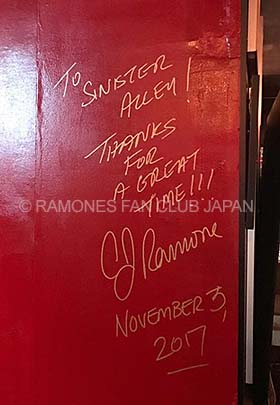 TO
SINISTER
ALLEY!
THANKS
FOR
A GREAT
TIME!!!
© RAMONES FAN CLUB JAPAN
CJ Ramone
NOVEMBER 3,
2017